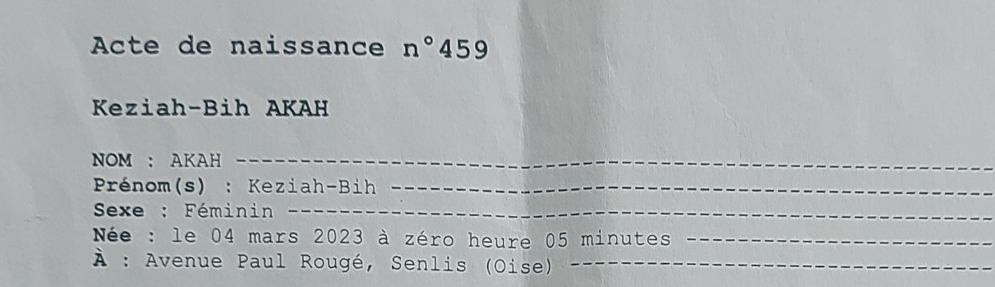 Acte de naissance n°459
Keziah-Bih AKAH
NOM : AKAH -----------------------------------------------------------
Prénom(s) : Keziah-Bih -----------------------------------------------
Sexe : Féminin -------------------------------------------------------
Née : le 04 mars 2023 à zéro heure 05 minutes ------------------------
À : Avenue Paul Rougé, Senlis (Oise) ---------------------------------